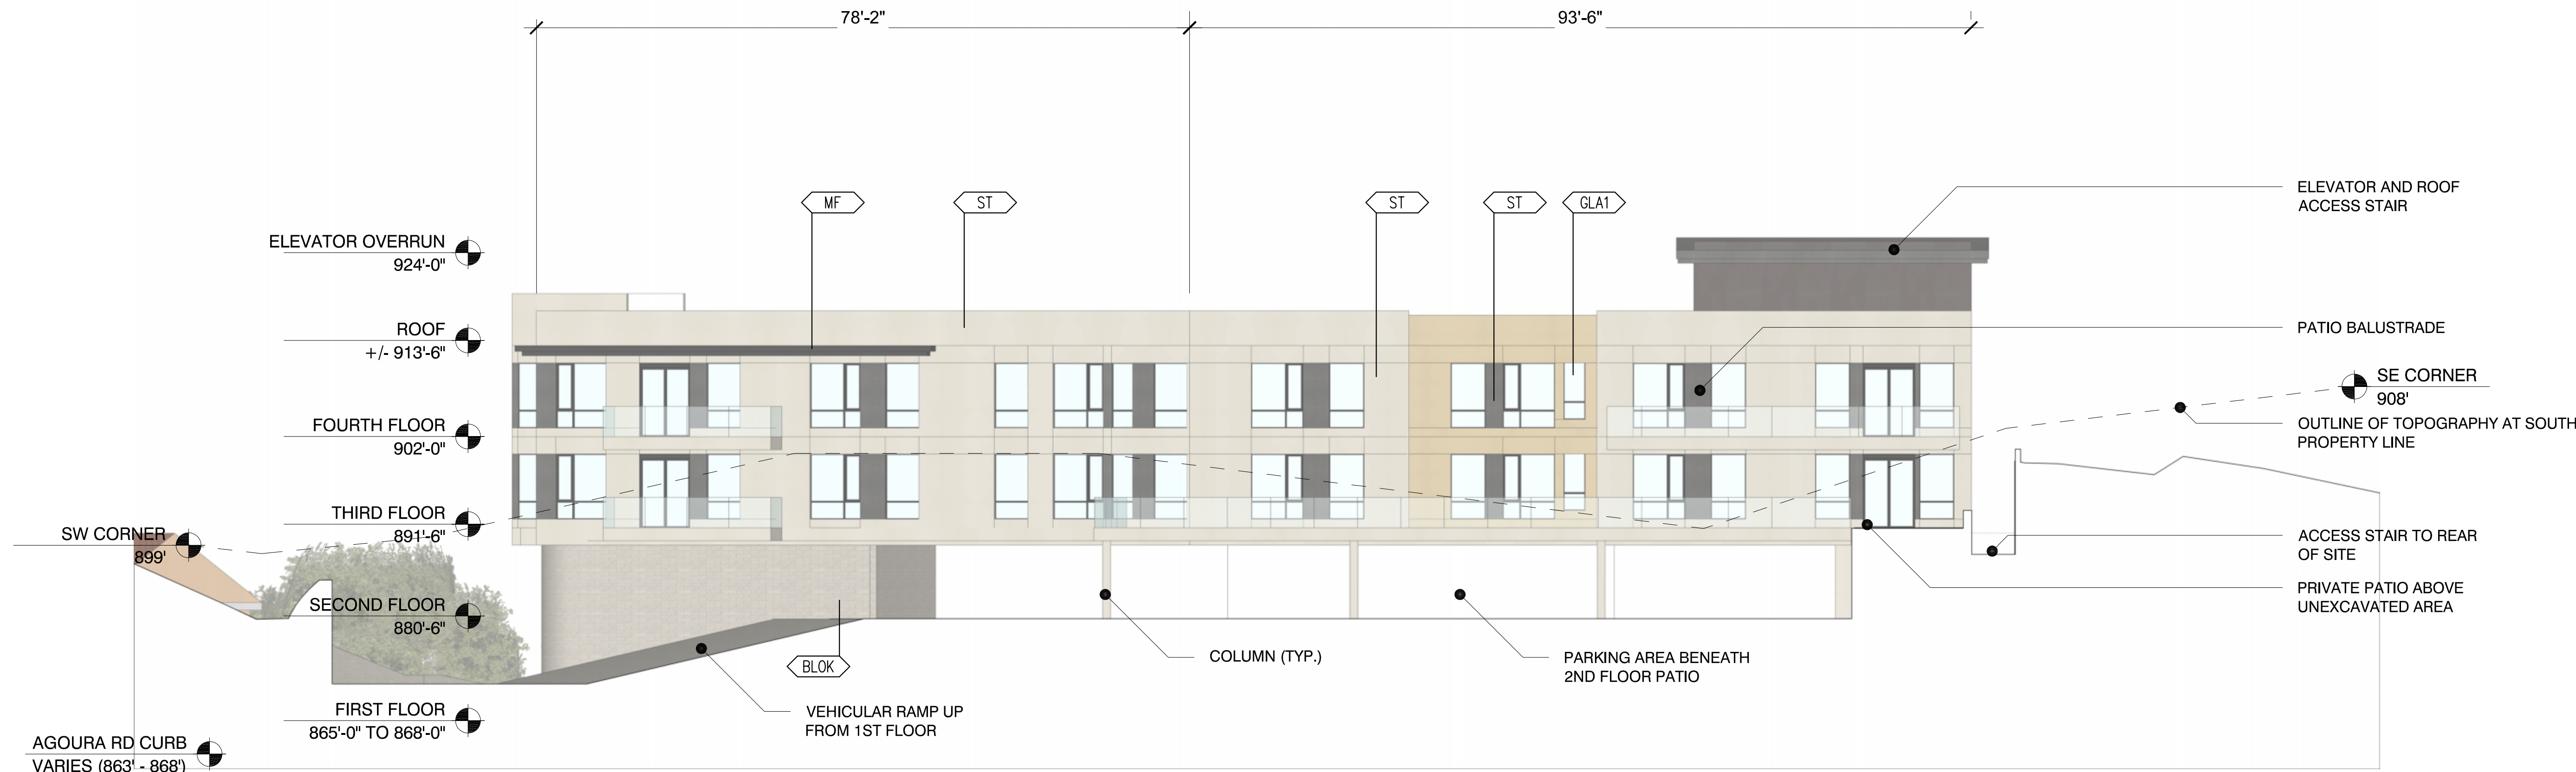 78'-2"
93'-6"
MF
ST
ST
ST
GLA1
ELEVATOR AND ROOF
ACCESS STAIR
ELEVATOR OVERRUN
924'-0"
ROOF
+/- 913'-6"
PATIO BALUSTRADE
SE CORNER
908'
FOURTH FLOOR
902'-0"
OUTLINE OF TOPOGRAPHY AT SOUTH
PROPERTY LINE
THIRD FLOOR
891'-6"
SW CORNER
899'
ACCESS STAIR TO REAR
OF SITE
SECOND FLOOR
880'-6"
PRIVATE PATIO ABOVE
UNEXCAVATED AREA
BLOK
COLUMN (TYP.)
PARKING AREA BENEATH
2ND FLOOR PATIO
FIRST FLOOR
865'-0" TO 868'-0"
VEHICULAR RAMP UP
FROM 1ST FLOOR
AGOURA RD CURB
VARIES (863' - 868')